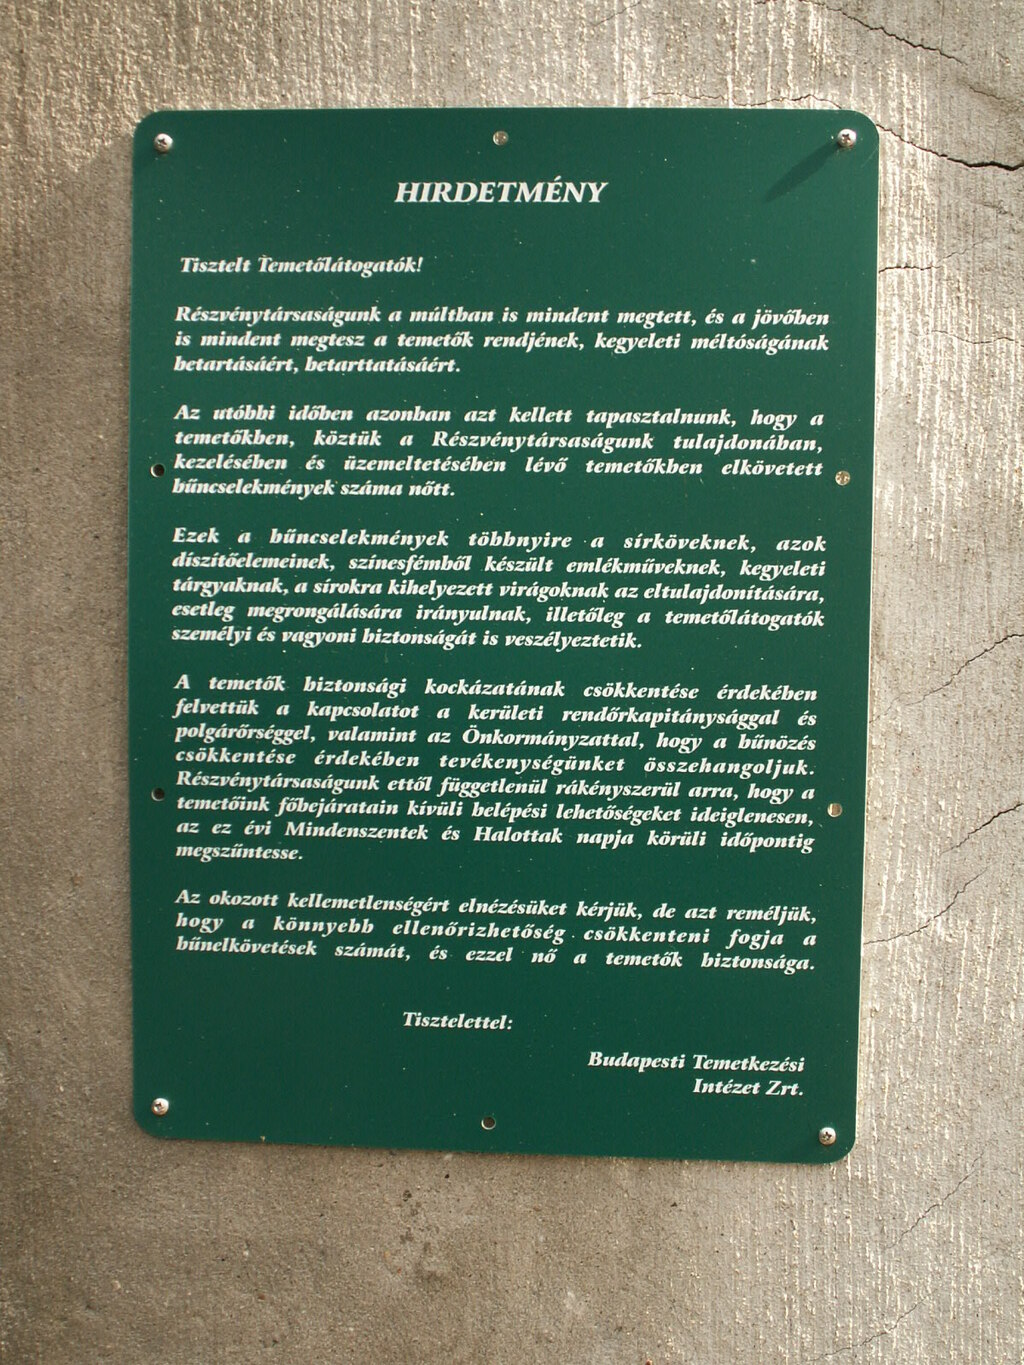 HIRDETMÉNY
Tisztelt Temetőlátogatók!
Részvénytársaságunk a múltban is mindent megtett, és a jövőben
is mindent megtesz a temetők rendjének, kegyeleti méltóságának
betartásáért, betarttatásáért.
Az utóbbi időben azonban azt kellett tapasztalnunk, hogy a
temetőkben, köztük a Részvénytársaságunk tulajdonában,
kezelésében és üzemeltetésében lévő temetőkben elkövetett
bűncselekmények száma nőtt.
Ezek a bűncselekmények többnyire a sírköveknek, azok
díszítőelemeinek, színesfémből készült emlékműveknek, kegyeleti
tárgyaknak, a sírokra kihelyezett virágoknak az eltulajdonítására,
esetleg megrongálására irányulnak, illetőleg a temetőlátogatók
személyi és vagyoni biztonságát is veszélyeztetik.
A temetők biztonsági kockázatának csökkentése érdekében
felvettük a kapcsolatot a kerületi rendőrkapitánysággal és
polgárőrséggel, valamint az Önkormányzattal, hogy a bűnözés
csökkentése érdekében tevékenységünket összehangoljuk.
Részvénytársaságunk ettől függetlenül rákényszerül arra, hogy a
temetőink főbejáratain kívüli belépési lehetőségeket ideiglenesen,
az ez évi Mindenszentek és Halottak napja körüli időpontig
megszűntesse.
Az okozott kellemetlenségért elnézésüket kérjük, de azt reméljük,
hogy a könnyebb ellenőrizhetőség csökkenteni fogja a
bűnelkövetések számát, és ezzel nő a temetők biztonsága.
Tisztelettel:
Budapesti Temetkezési
Intézet Zrt.